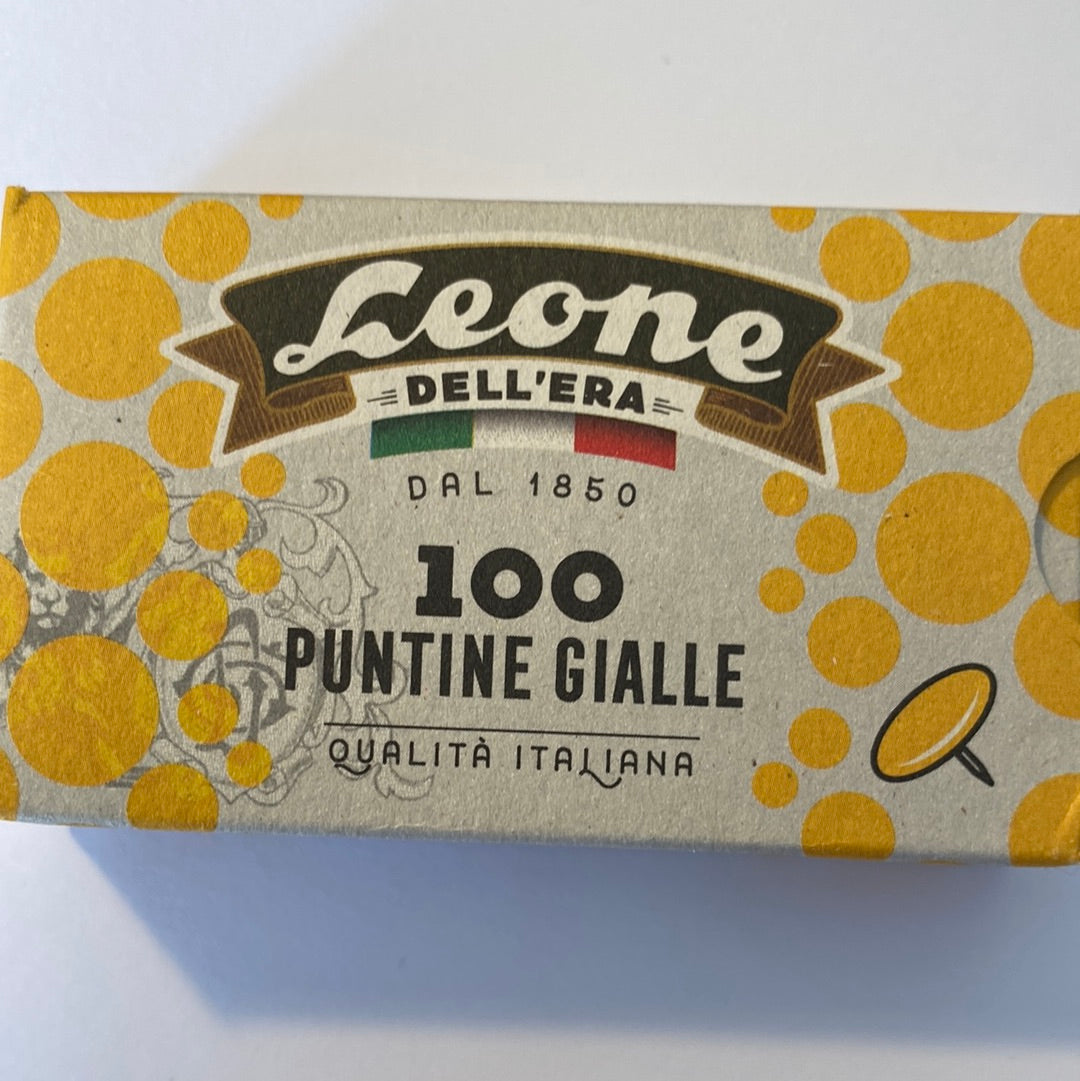 Leone
DELL'ERA
DAL 1850
100
PUNTINE GIALLE
QUALITÀ ITALIANA